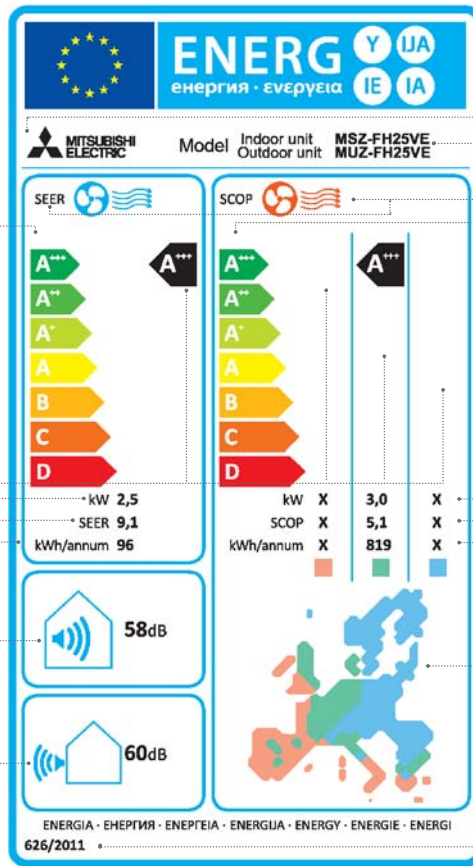 ENERG Y IJA
енергия · ενεργεια IE IA
MITSUBISHI ELECTRIC
Model Indoor unit MSZ-FH25VE
Outdoor unit MUZ-FH25VE
SEER
A+++ A+++
A++
A+
A
B
C
D
kW 2,5
SEER 9,1
kWh/annum 96
SCOP
A+++ A+++
A++
A+
A
B
C
D
kW X 3,0 X
SCOP X 5,1 X
kWh/annum X 819 X
58dB
60dB
ENERGIA · ЕНЕРГИЯ · ΕΝΕΡΓΕΙΑ · ENERGIJA · ENERGY · ENERGIE · ENERGI
626/2011